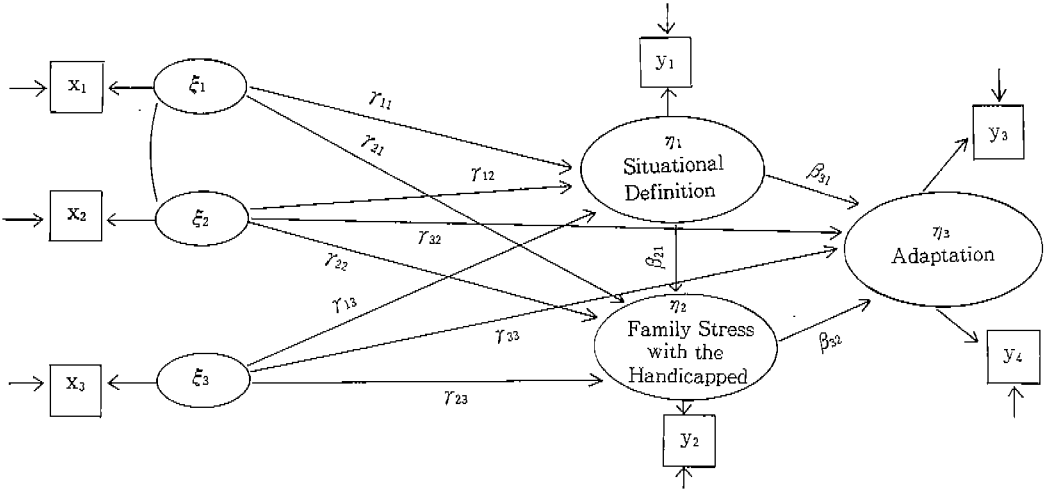 x₁
ξ₁
y₁
γ₁₁
γ₂₁
η₁
Situational
Definition
y₃
γ₁₂
β₃₁
x₂
ξ₂
γ₃₂
γ₂₂
β₂₁
η₃
Adaptation
γ₁₃
η₂
Family Stress
with the
Handicapped
γ₃₃
β₃₂
y₄
x₃
ξ₃
γ₂₃
y₂